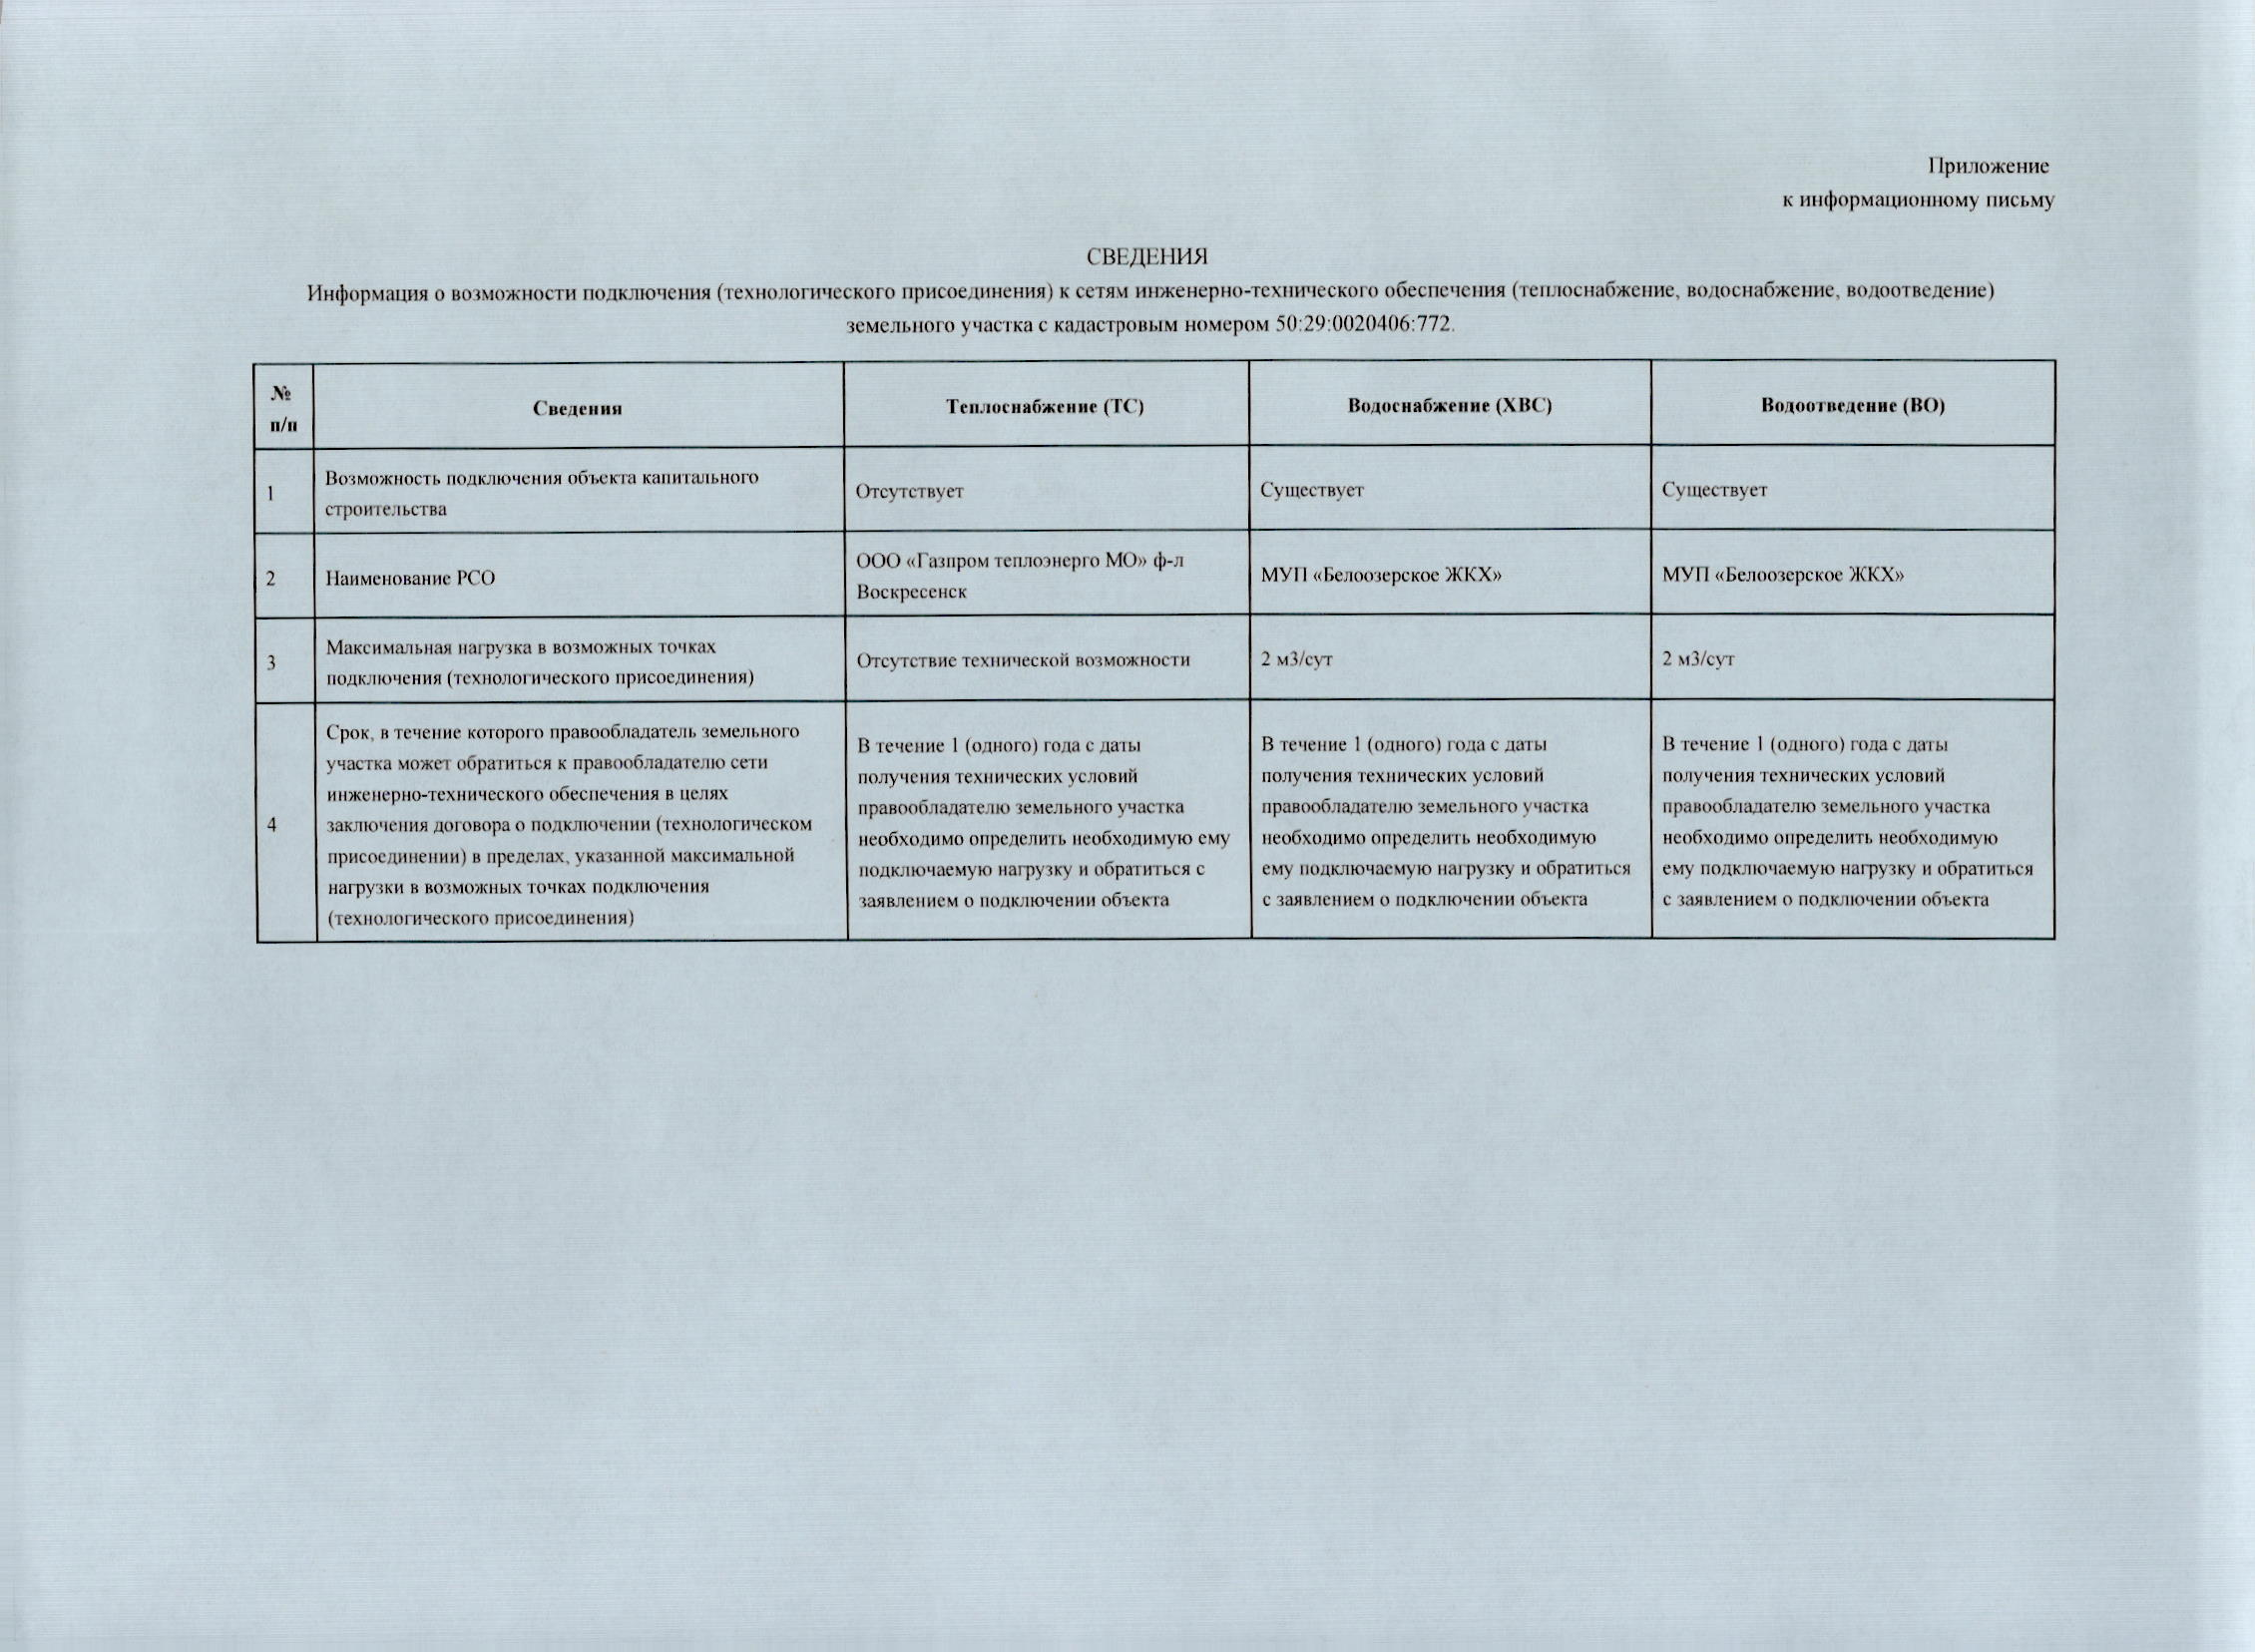 Приложение
к информационному письму
СВЕДЕНИЯ
Информация о возможности подключения (технологического присоединения) к сетям инженерно-технического обеспечения (теплоснабжение, водоснабжение, водоотведение)
земельного участка с кадастровым номером 50:29:0020406:772.
№
п/п
Сведения
Теплоснабжение (ТС)
Водоснабжение (ХВС)
Водоотведение (ВО)
1
Возможность подключения объекта капитального
строительства
Отсутствует
Существует
Существует
2
Наименование РСО
ООО «Газпром теплоэнерго МО» ф-л
Воскресенск
МУП «Белоозерское ЖКХ»
МУП «Белоозерское ЖКХ»
3
Максимальная нагрузка в возможных точках
подключения (технологического присоединения)
Отсутствие технической возможности
2 м3/сут
2 м3/сут
4
Срок, в течение которого правообладатель земельного
участка может обратиться к правообладателю сети
инженерно-технического обеспечения в целях
заключения договора о подключении (технологическом
присоединении) в пределах, указанной максимальной
нагрузки в возможных точках подключения
(технологического присоединения)
В течение 1 (одного) года с даты
получения технических условий
правообладателю земельного участка
необходимо определить необходимую ему
подключаемую нагрузку и обратиться с
заявлением о подключении объекта
В течение 1 (одного) года с даты
получения технических условий
правообладателю земельного участка
необходимо определить необходимую
ему подключаемую нагрузку и обратиться
с заявлением о подключении объекта
В течение 1 (одного) года с даты
получения технических условий
правообладателю земельного участка
необходимо определить необходимую
ему подключаемую нагрузку и обратиться
с заявлением о подключении объекта